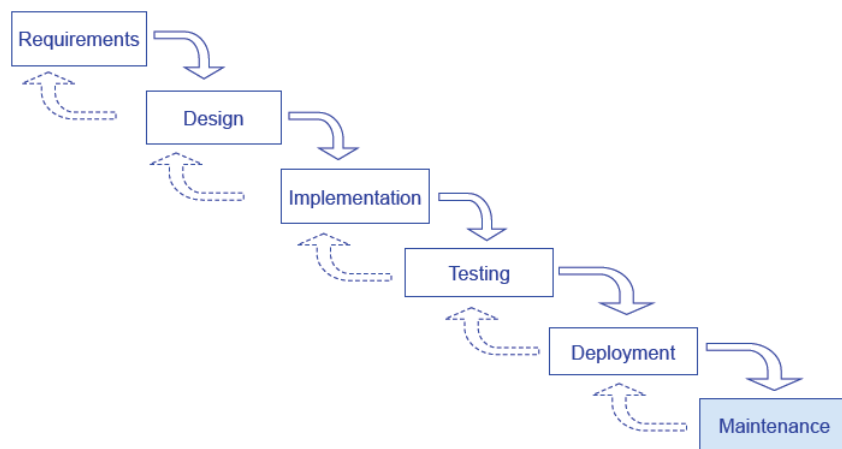 Requirements
Design
Implementation
Testing
Deployment
Maintenance